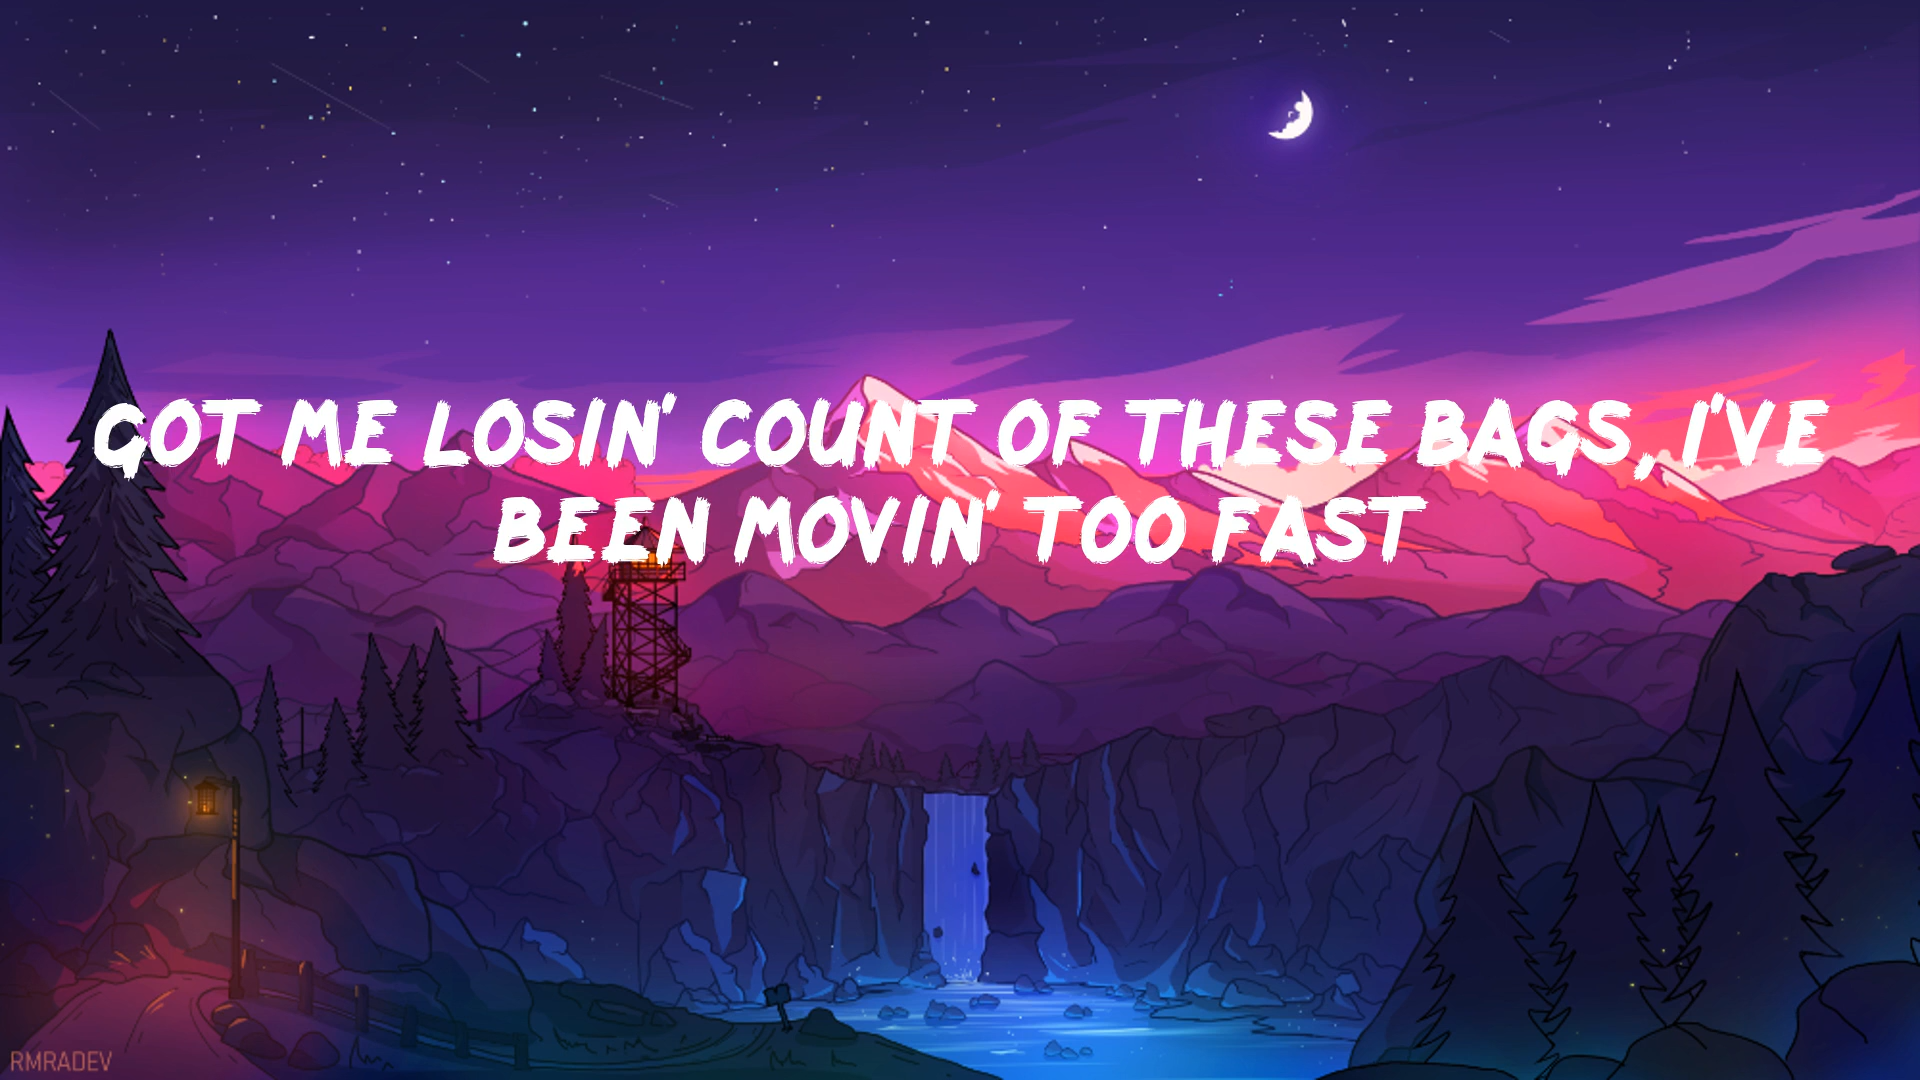 GOT ME LOSIN' COUNT OF THESE BAGS, I'VE
BEEN MOVIN' TOO FAST
RMRADEV